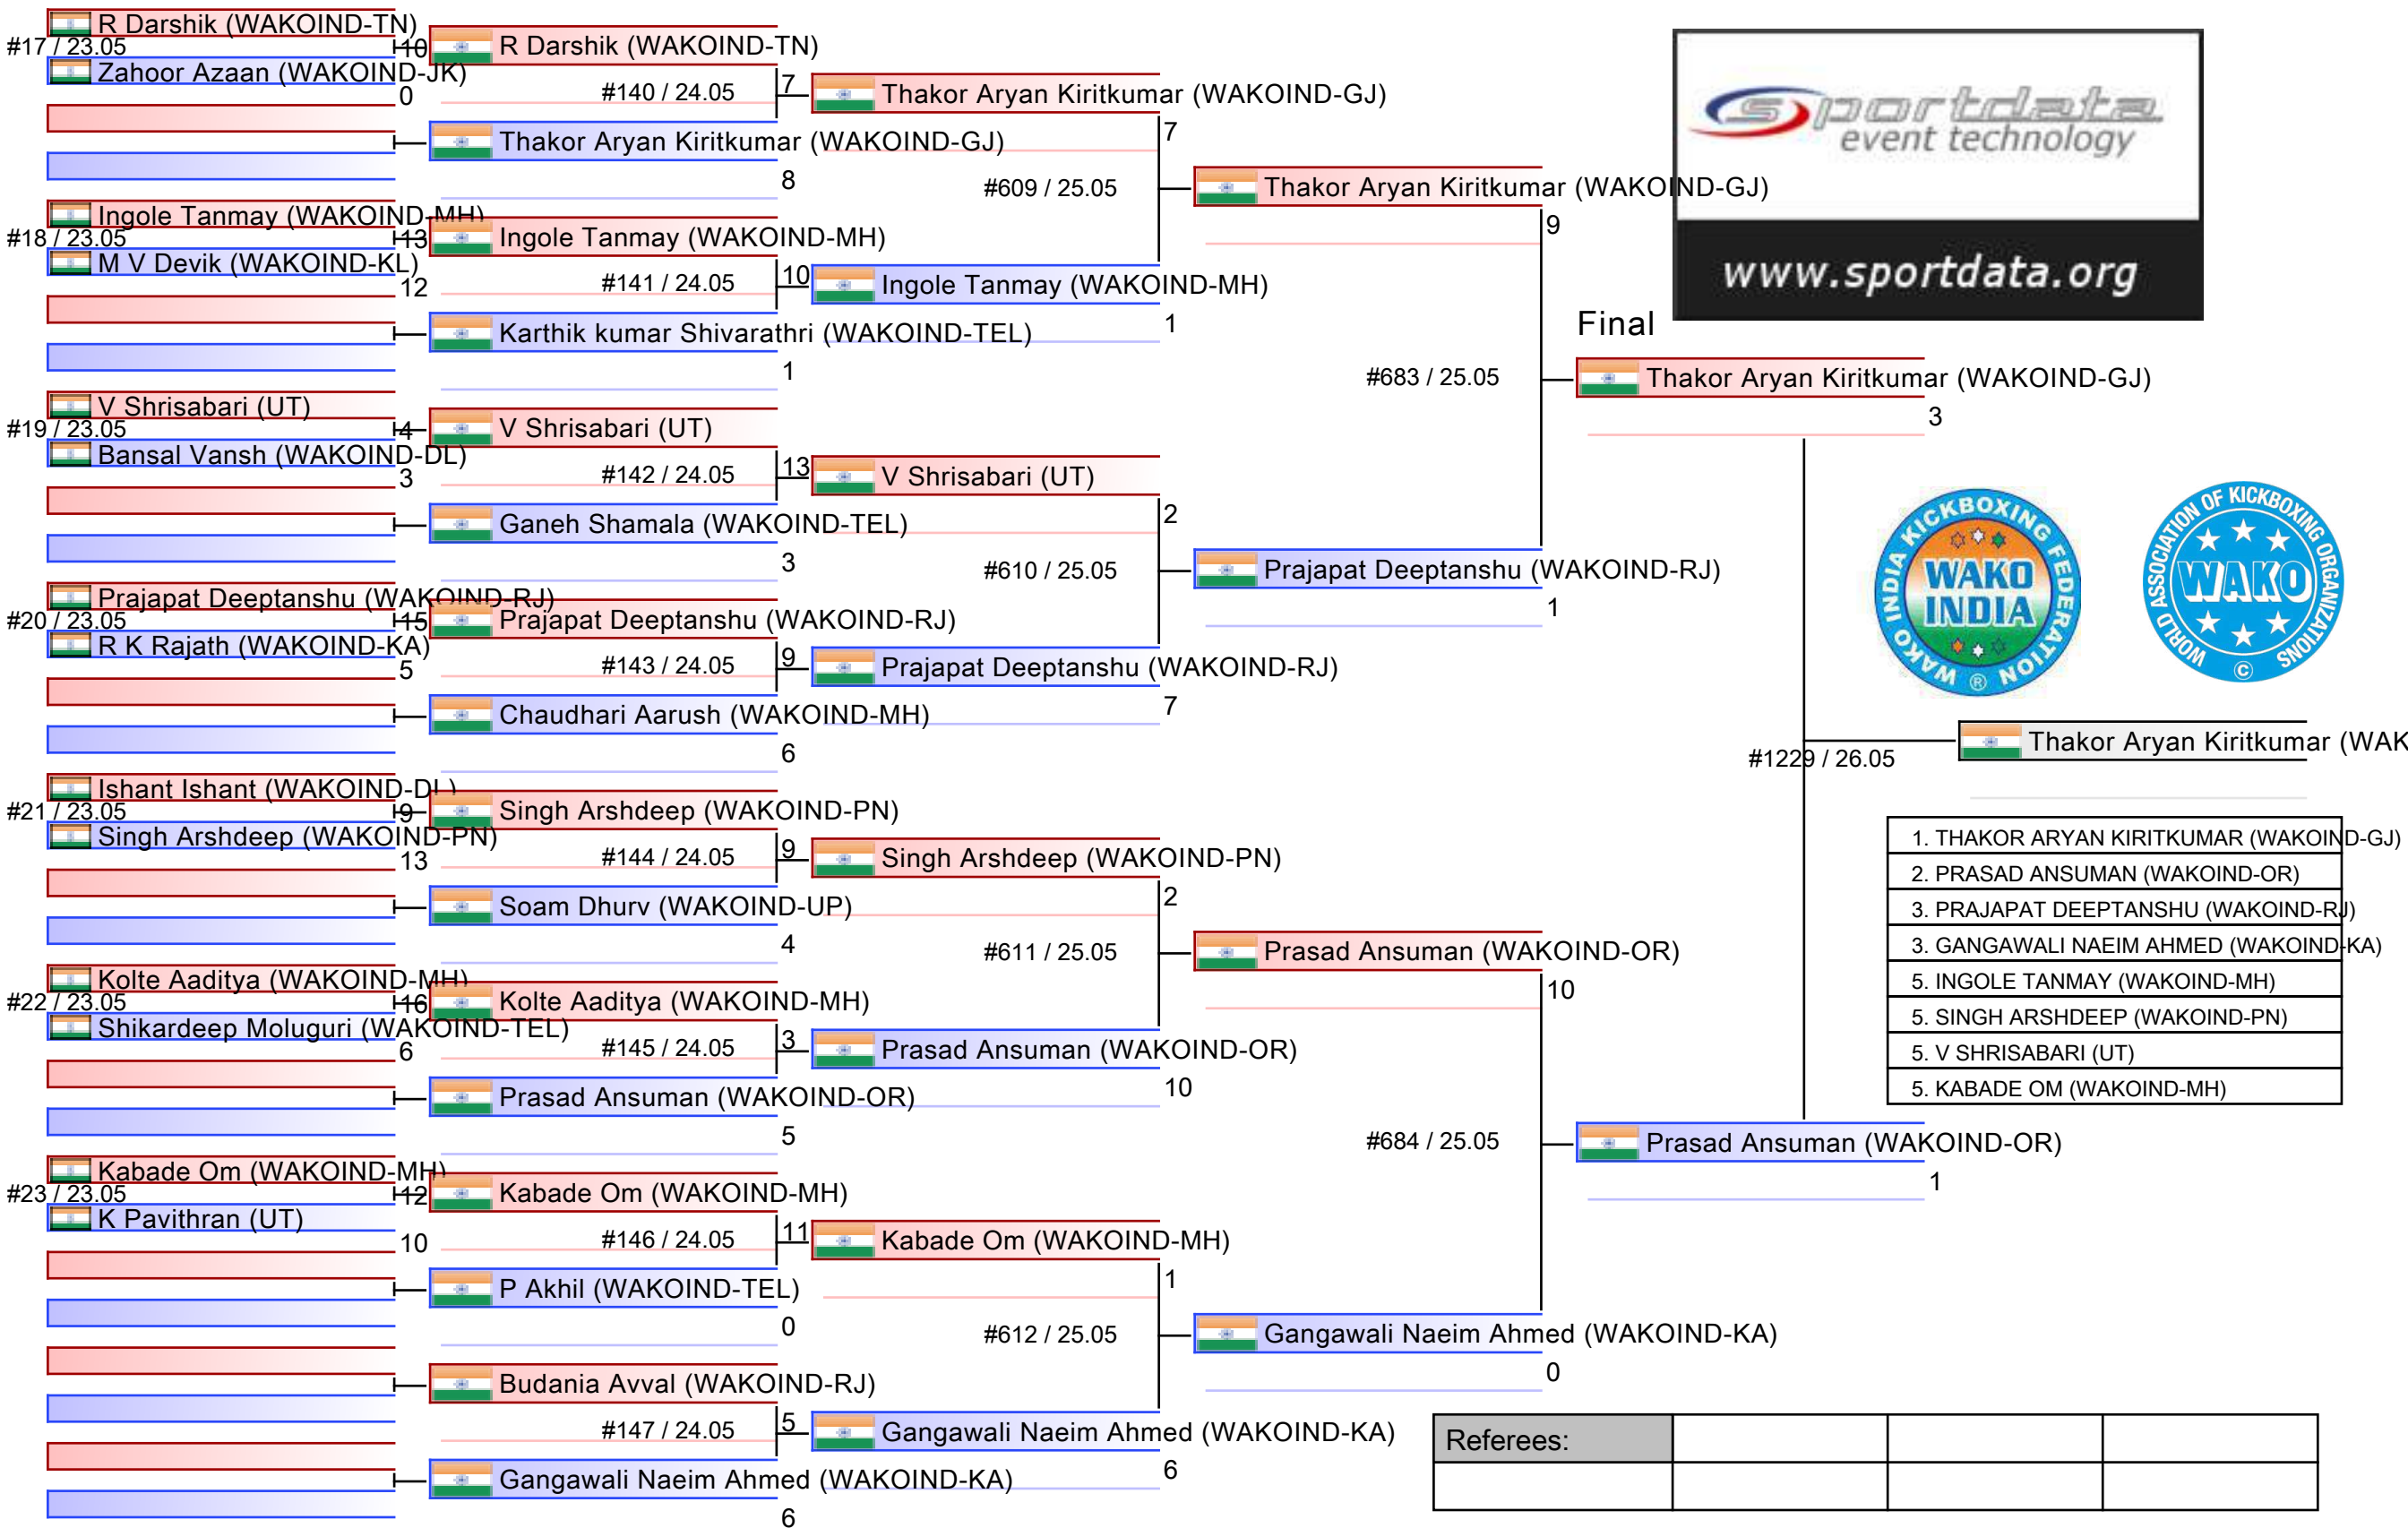 R Darshik (WAKOIND-TN)
#17 / 23.05
10
Zahoor Azaan (WAKOIND-JK)
0
Ingole Tanmay (WAKOIND-MH)
#18 / 23.05
13
M V Devik (WAKOIND-KL)
12
V Shrisabari (UT)
#19 / 23.05
4
Bansal Vansh (WAKOIND-DL)
3
Prajapat Deeptanshu (WAKOIND-RJ)
#20 / 23.05
15
R K Rajath (WAKOIND-KA)
5
Ishant Ishant (WAKOIND-DL)
#21 / 23.05
9
Singh Arshdeep (WAKOIND-PN)
13
Kolte Aaditya (WAKOIND-MH)
#22 / 23.05
16
Shikardeep Moluguri (WAKOIND-TEL)
6
Kabade Om (WAKOIND-MH)
#23 / 23.05
12
K Pavithran (UT)
10
R Darshik (WAKOIND-TN)
#140 / 24.05
7
Thakor Aryan Kiritkumar (WAKOIND-GJ)
8
Ingole Tanmay (WAKOIND-MH)
#141 / 24.05
10
Karthik kumar Shivarathri (WAKOIND-TEL)
1
V Shrisabari (UT)
#142 / 24.05
13
Ganeh Shamala (WAKOIND-TEL)
3
Prajapat Deeptanshu (WAKOIND-RJ)
#143 / 24.05
9
Chaudhari Aarush (WAKOIND-MH)
6
Singh Arshdeep (WAKOIND-PN)
#144 / 24.05
9
Soam Dhurv (WAKOIND-UP)
4
Kolte Aaditya (WAKOIND-MH)
#145 / 24.05
3
Prasad Ansuman (WAKOIND-OR)
5
Kabade Om (WAKOIND-MH)
#146 / 24.05
11
P Akhil (WAKOIND-TEL)
0
Budania Avval (WAKOIND-RJ)
#147 / 24.05
5
Gangawali Naeim Ahmed (WAKOIND-KA)
6
Thakor Aryan Kiritkumar (WAKOIND-GJ)
7
#609 / 25.05
Ingole Tanmay (WAKOIND-MH)
1
V Shrisabari (UT)
2
#610 / 25.05
Prajapat Deeptanshu (WAKOIND-RJ)
7
Singh Arshdeep (WAKOIND-PN)
2
#611 / 25.05
Prasad Ansuman (WAKOIND-OR)
10
Kabade Om (WAKOIND-MH)
1
#612 / 25.05
Gangawali Naeim Ahmed (WAKOIND-KA)
6
Thakor Aryan Kiritkumar (WAKOIND-GJ)
9
#683 / 25.05
Prajapat Deeptanshu (WAKOIND-RJ)
1
Prasad Ansuman (WAKOIND-OR)
10
#684 / 25.05
Gangawali Naeim Ahmed (WAKOIND-KA)
0
sportdata
event technology
www.sportdata.org
Final
Thakor Aryan Kiritkumar (WAKOIND-GJ)
3
#1229 / 26.05
Prasad Ansuman (WAKOIND-OR)
1
WAKO INDIA KICKBOXING FEDERATION ®
WAKO
INDIA
WORLD ASSOCIATION OF KICKBOXING ORGANIZATIONS ©
WAKO
Thakor Aryan Kiritkumar (WAK
1. THAKOR ARYAN KIRITKUMAR (WAKOIND-GJ)
2. PRASAD ANSUMAN (WAKOIND-OR)
3. PRAJAPAT DEEPTANSHU (WAKOIND-RJ)
3. GANGAWALI NAEIM AHMED (WAKOIND-KA)
5. INGOLE TANMAY (WAKOIND-MH)
5. SINGH ARSHDEEP (WAKOIND-PN)
5. V SHRISABARI (UT)
5. KABADE OM (WAKOIND-MH)
Referees: